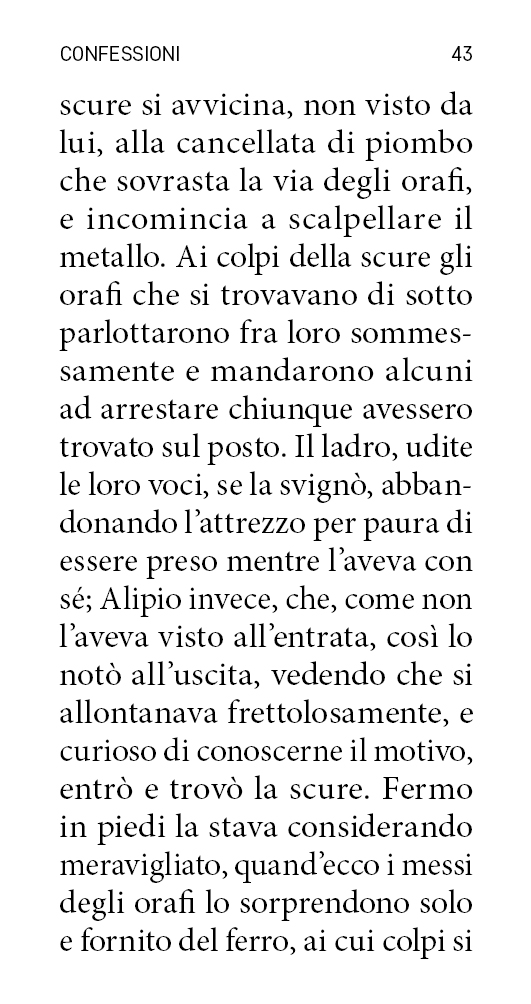 CONFESSIONI 43
scure si avvicina, non visto da
lui, alla cancellata di piombo
che sovrasta la via degli orafi,
e incomincia a scalpellare il
metallo. Ai colpi della scure gli
orafi che si trovavano di sotto
parlottarono fra loro sommes-
samente e mandarono alcuni
ad arrestare chiunque avessero
trovato sul posto. Il ladro, udite
le loro voci, se la svignò, abban-
donando l’attrezzo per paura di
essere preso mentre l’aveva con
sé; Alipio invece, che, come non
l’aveva visto all’entrata, così lo
notò all’uscita, vedendo che si
allontanava frettolosamente, e
curioso di conoscerne il motivo,
entrò e trovò la scure. Fermo
in piedi la stava considerando
meravigliato, quand’ecco i messi
degli orafi lo sorprendono solo
e fornito del ferro, ai cui colpi si